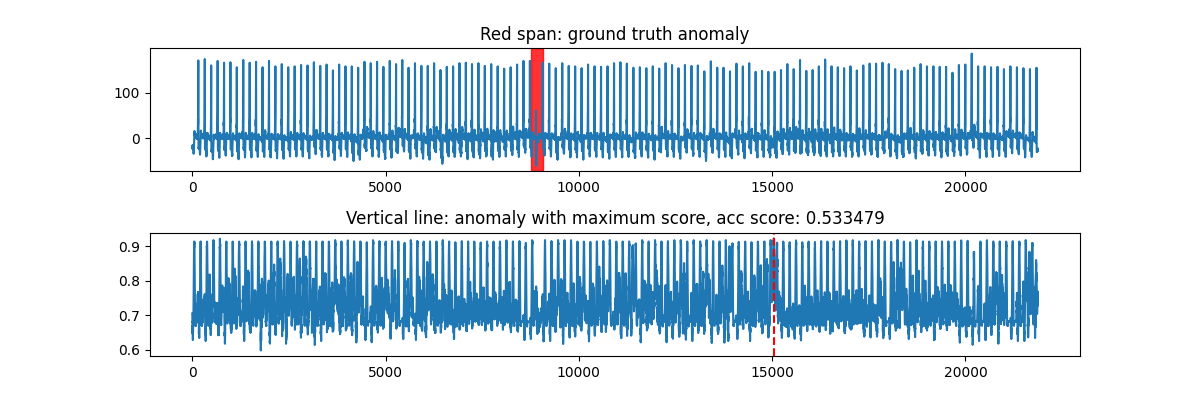 Red span: ground truth anomaly
100
0
0 5000 10000 15000 20000
Vertical line: anomaly with maximum score, acc score: 0.533479
0.9
0.8
0.7
0.6
0 5000 10000 15000 20000